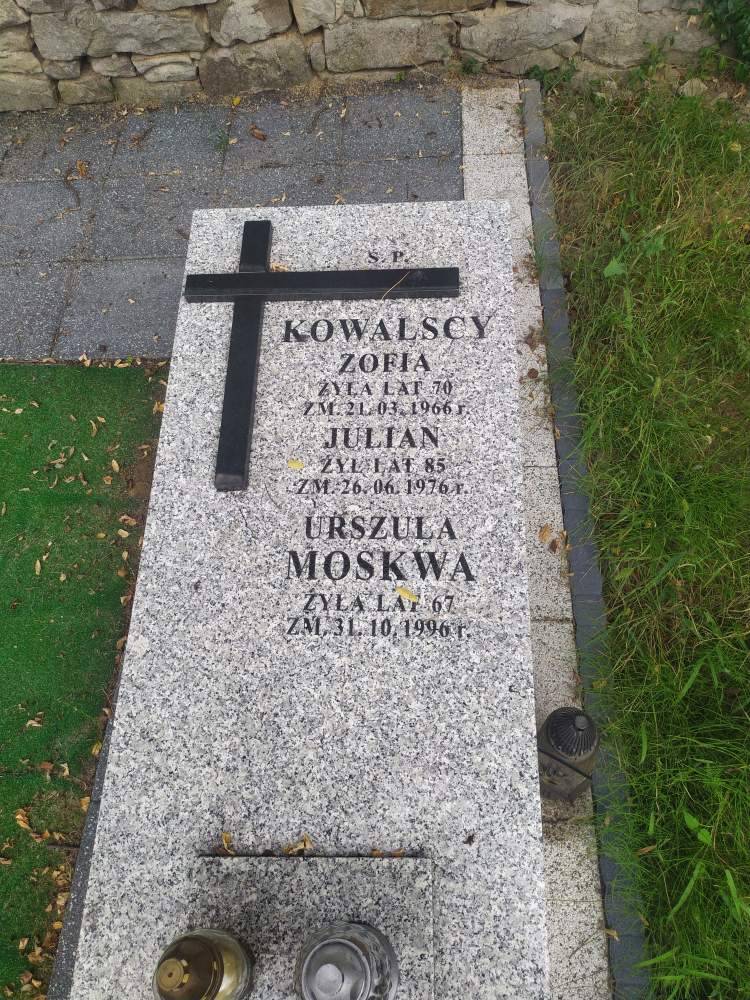 Ś. P.
KOWALSCY
ZOFIA
ŻYŁA LAT 70
ZM. 21. 03. 1966 r.
JULIAN
ŻYŁ LAT 85
ZM. 26. 06. 1976 r.
URSZULA
MOSKWA
ŻYŁA LAT 67
ZM. 31. 10. 1996 r.